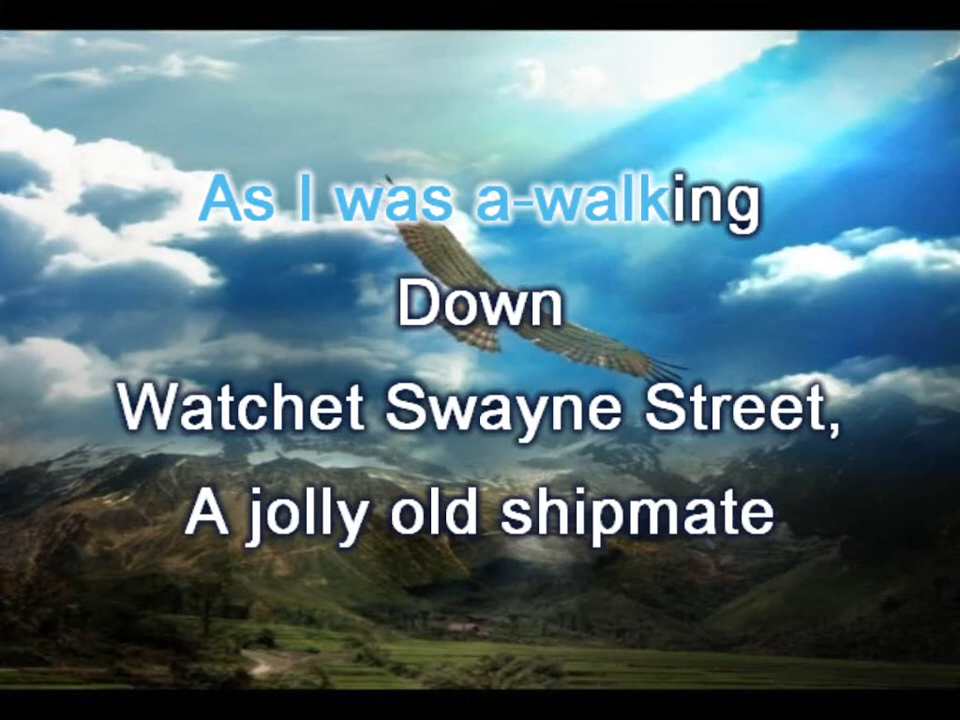 As I was a-walking
Down
Watchet Swayne Street,
A jolly old shipmate